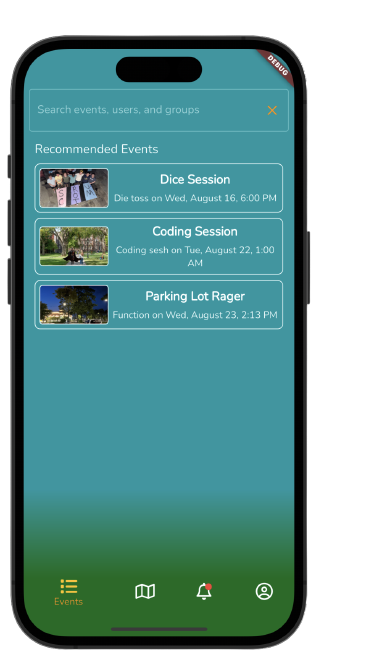 DEBUG
Search events, users, and groups
Recommended Events
Dice Session
Die toss on Wed, August 16, 6:00 PM
Coding Session
Coding sesh on Tue, August 22, 1:00
AM
Parking Lot Rager
Function on Wed, August 23, 2:13 PM
Events